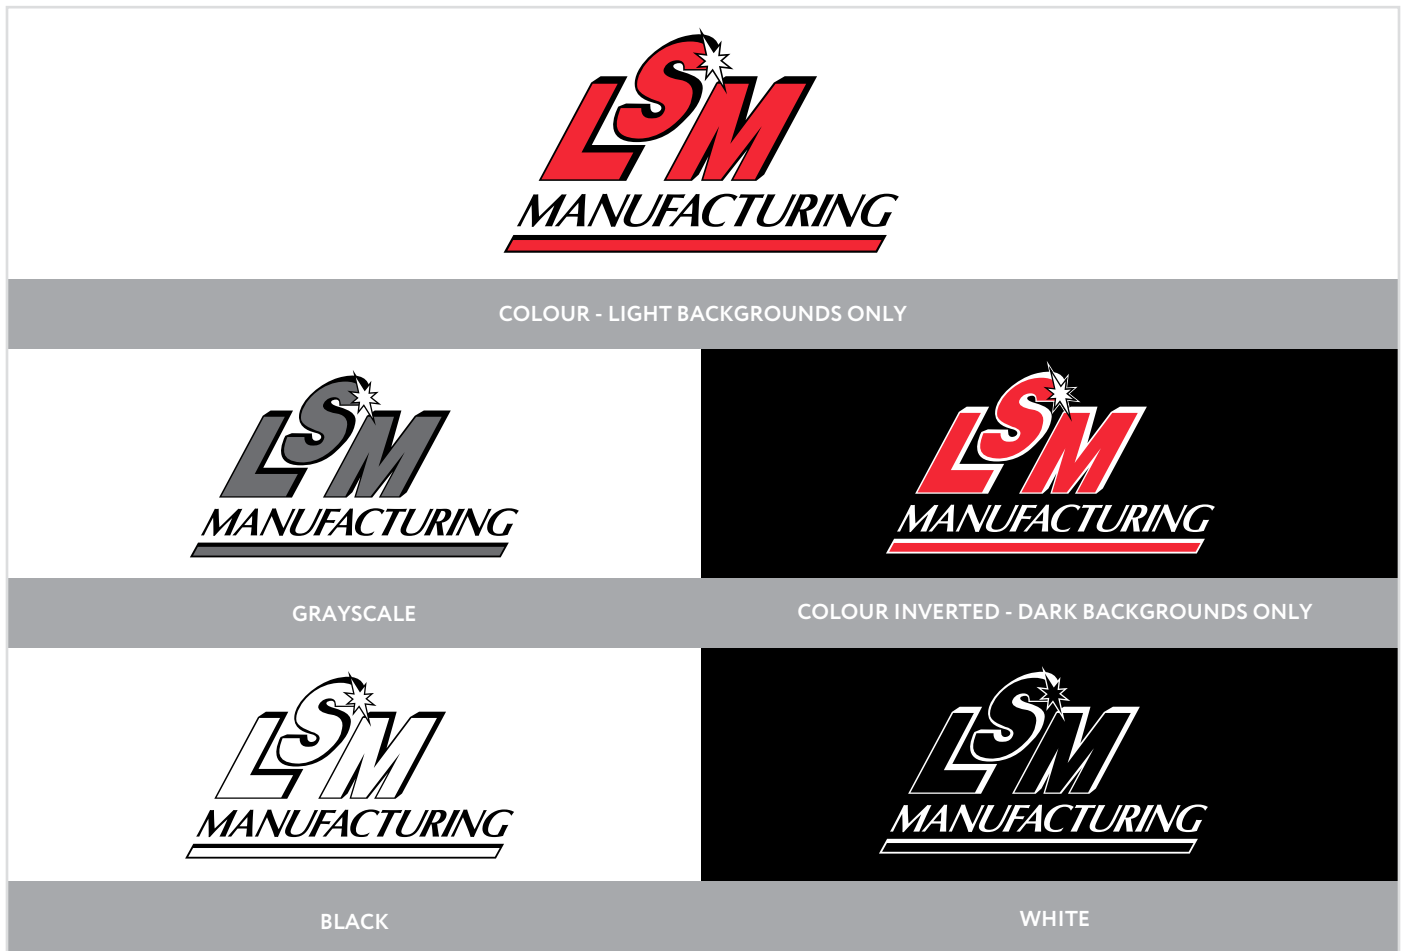 LSM
MANUFACTURING
COLOUR - LIGHT BACKGROUNDS ONLY
LSM
MANUFACTURING
LSM
MANUFACTURING
GRAYSCALE
COLOUR INVERTED - DARK BACKGROUNDS ONLY
LSM
MANUFACTURING
LSM
MANUFACTURING
BLACK
WHITE